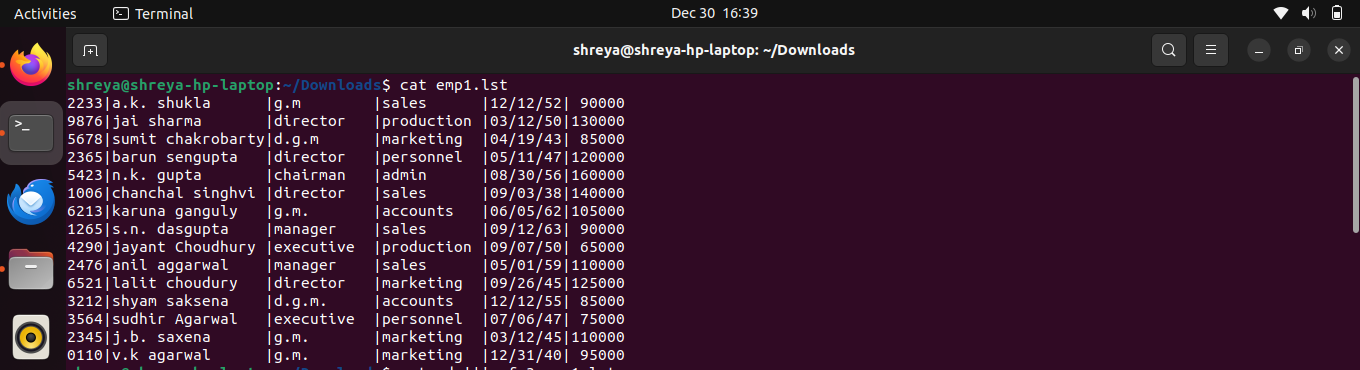 Activities Terminal Dec 30 16:39
shreya@shreya-hp-laptop: ~/Downloads
shreya@shreya-hp-laptop:~/Downloads$ cat emp1.lst
2233|a.k. shukla      |g.m       |sales      |12/12/52| 90000
9876|jai sharma       |director  |production |03/12/50|130000
5678|sumit chakrobarty|d.g.m     |marketing  |04/19/43| 85000
2365|barun sengupta   |director  |personnel  |05/11/47|120000
5423|n.k. gupta       |chairman  |admin      |08/30/56|160000
1006|chanchal singhvi |director  |sales      |09/03/38|140000
6213|karuna ganguly   |g.m.      |accounts   |06/05/62|105000
1265|s.n. dasgupta    |manager   |sales      |09/12/63| 90000
4290|jayant Choudhury |executive |production |09/07/50| 65000
2476|anil aggarwal    |manager   |sales      |05/01/59|110000
6521|lalit choudury   |director  |marketing  |09/26/45|125000
3212|shyam saksena    |d.g.m.    |accounts   |12/12/55| 85000
3564|sudhir Agarwal   |executive |personnel  |07/06/47| 75000
2345|j.b. saxena      |g.m.      |marketing  |03/12/45|110000
0110|v.k agarwal      |g.m.      |marketing  |12/31/40| 95000